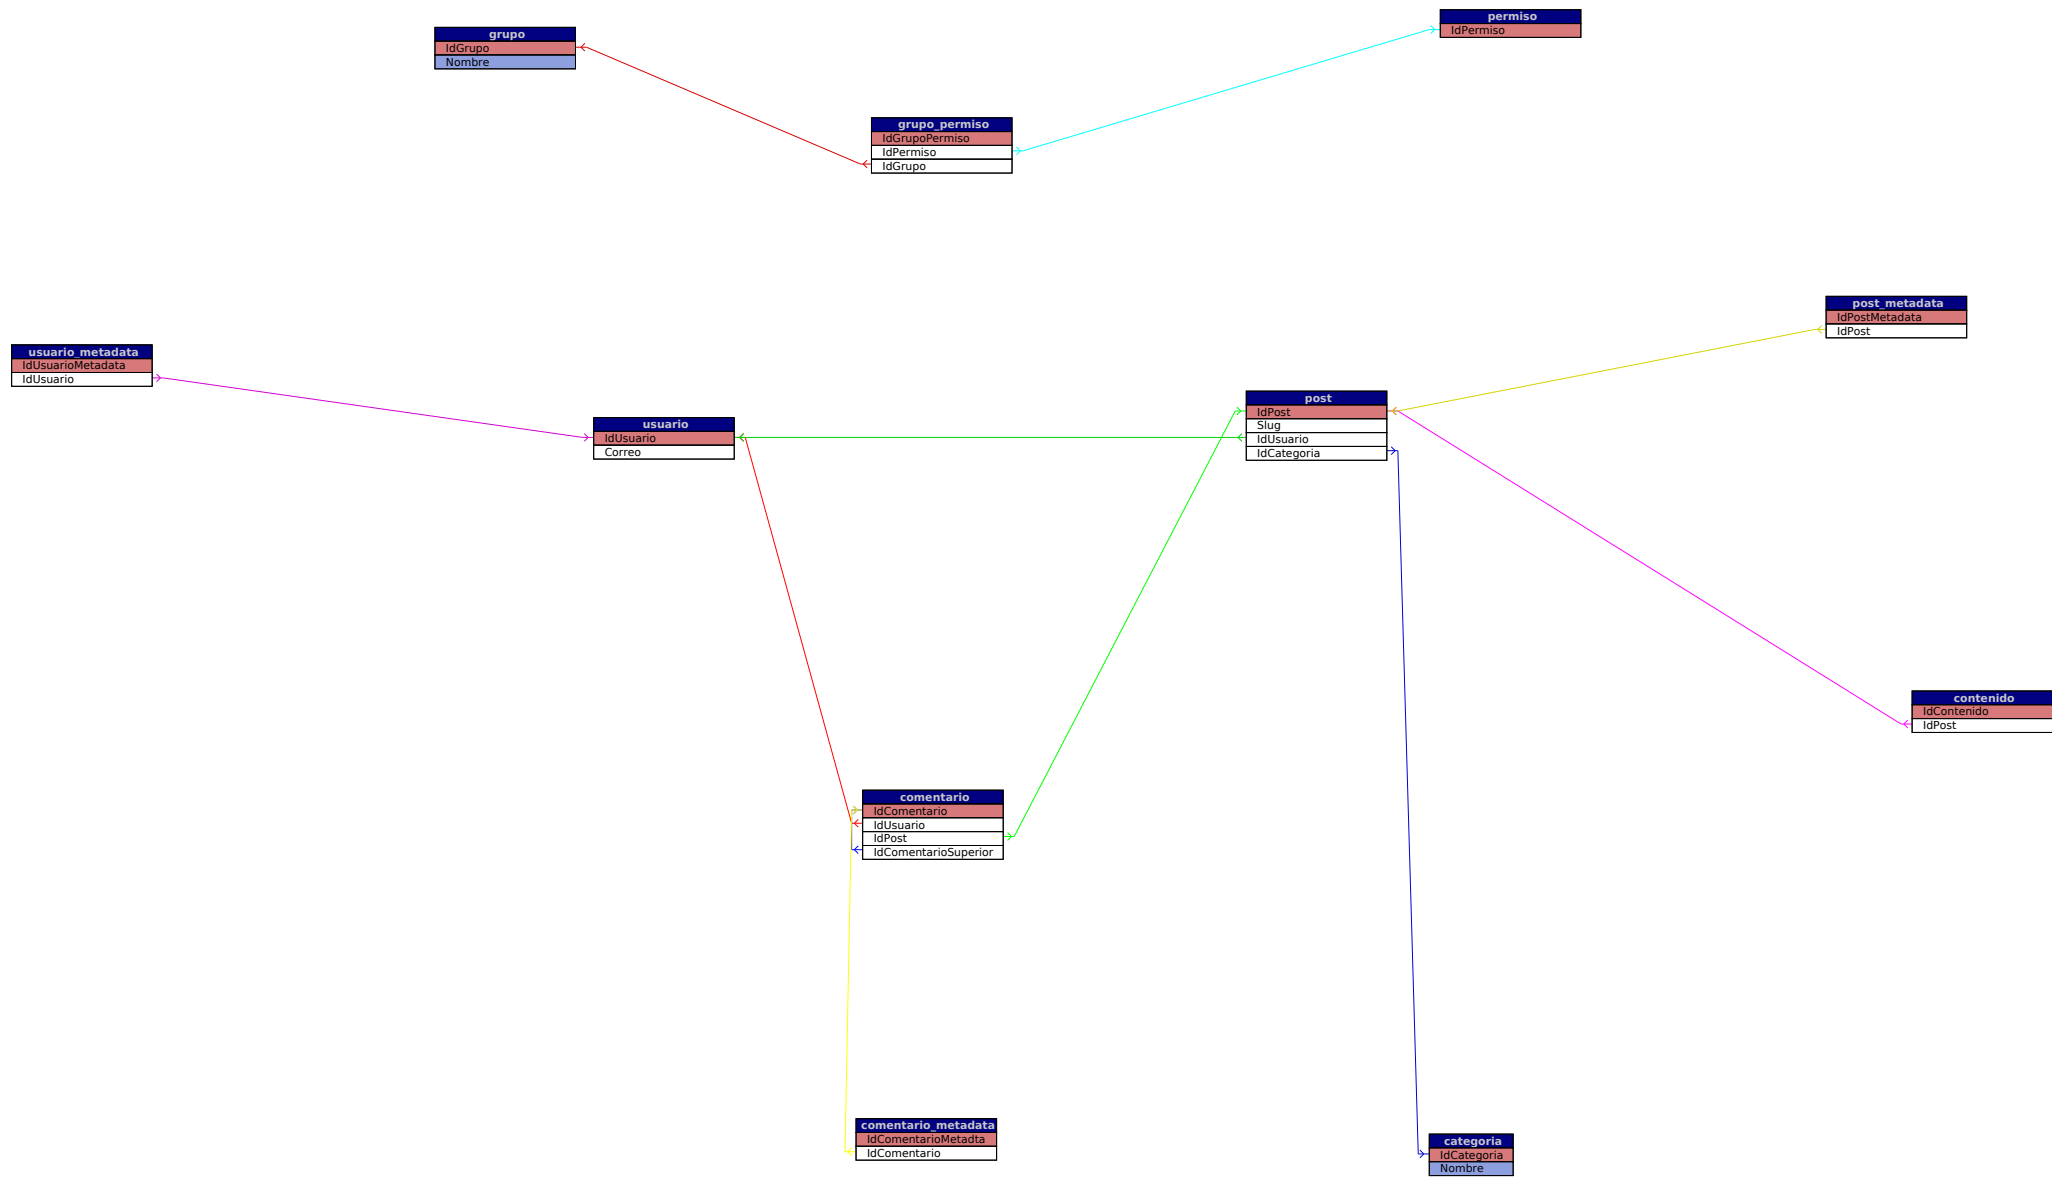 permiso
IdPermiso
grupo
IdGrupo
Nombre
grupo_permiso
IdGrupoPermiso
IdPermiso
IdGrupo
post_metadata
IdPostMetadata
IdPost
usuario_metadata
IdUsuarioMetadata
IdUsuario
post
IdPost
Slug
IdUsuario
IdCategoria
usuario
IdUsuario
Correo
contenido
IdContenido
IdPost
comentario
IdComentario
IdUsuario
IdPost
IdComentarioSuperior
comentario_metadata
IdComentarioMetadta
IdComentario
categoria
IdCategoria
Nombre